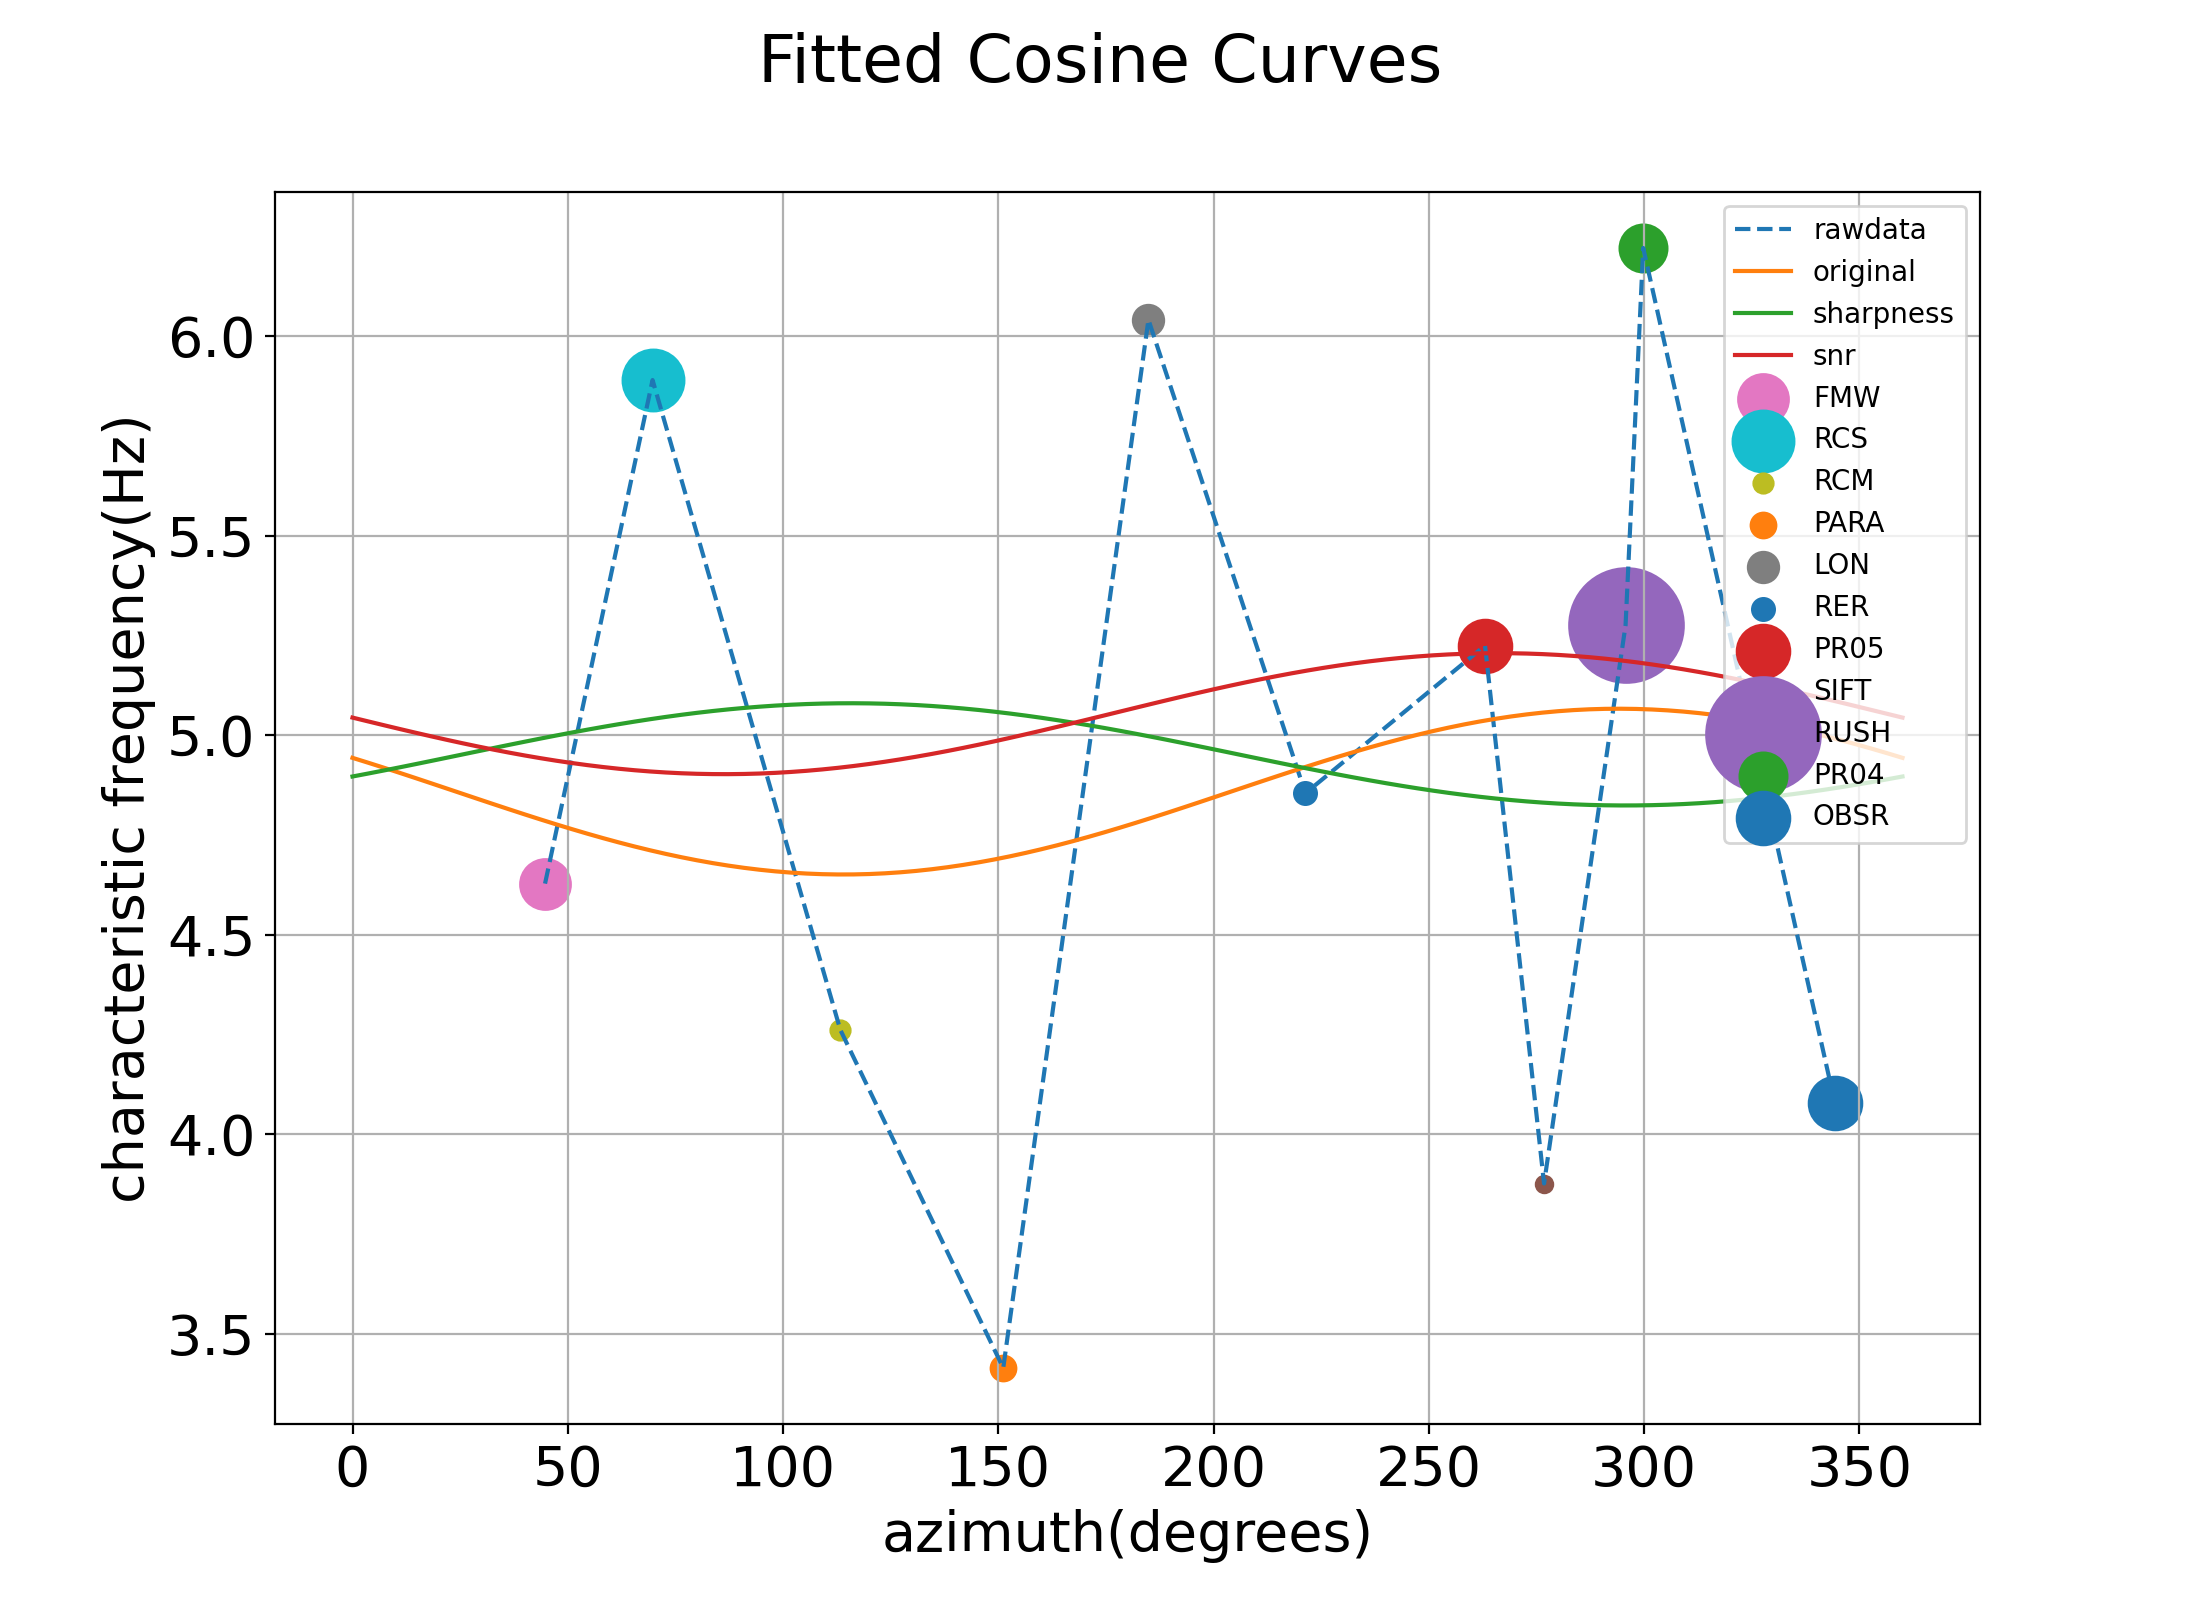 Fitted Cosine Curves
characteristic frequency(Hz)
6.0
5.5
5.0
4.5
4.0
3.5
rawdata
original
sharpness
snr
FMW
RCS
RCM
PARA
LON
RER
PR05
SIFT
RUSH
PR04
OBSR
0 50 100 150 200 250 300 350
azimuth(degrees)